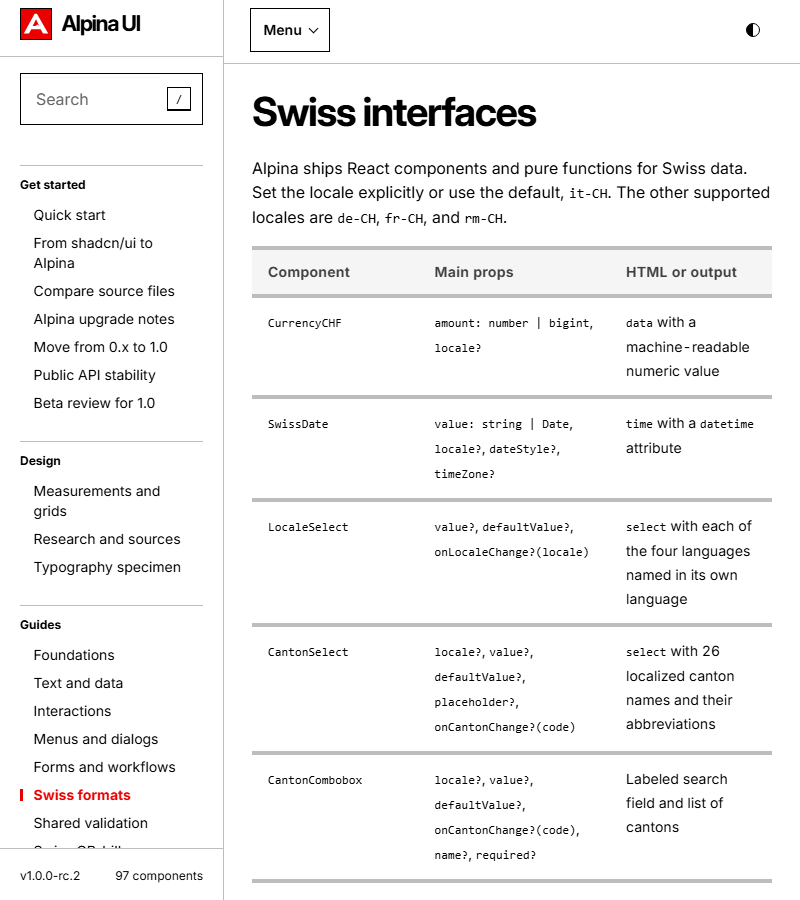 Alpina UI
Menu
Search
/
Get started
Quick start
From shadcn/ui to
Alpina
Compare source files
Alpina upgrade notes
Move from 0.x to 1.0
Public API stability
Beta review for 1.0
Design
Measurements and
grids
Research and sources
Typography specimen
Guides
Foundations
Text and data
Interactions
Menus and dialogs
Forms and workflows
Swiss formats
Shared validation
v1.0.0-rc.2
97 components
Swiss interfaces
Alpina ships React components and pure functions for Swiss data.
Set the locale explicitly or use the default, it-CH. The other supported
locales are de-CH, fr-CH, and rm-CH.
Component
Main props
HTML or output
CurrencyCHF
amount: number | bigint,
locale?
data with a
machine-readable
numeric value
SwissDate
value: string | Date,
locale?, dateStyle?,
timeZone?
time with a datetime
attribute
LocaleSelect
value?, defaultValue?,
onLocaleChange?(locale)
select with each of
the four languages
named in its own
language
CantonSelect
locale?, value?,
defaultValue?,
placeholder?,
onCantonChange?(code)
select with 26
localized canton
names and their
abbreviations
CantonCombobox
locale?, value?,
defaultValue?,
onCantonChange?(code),
name?, required?
Labeled search
field and list of
cantons